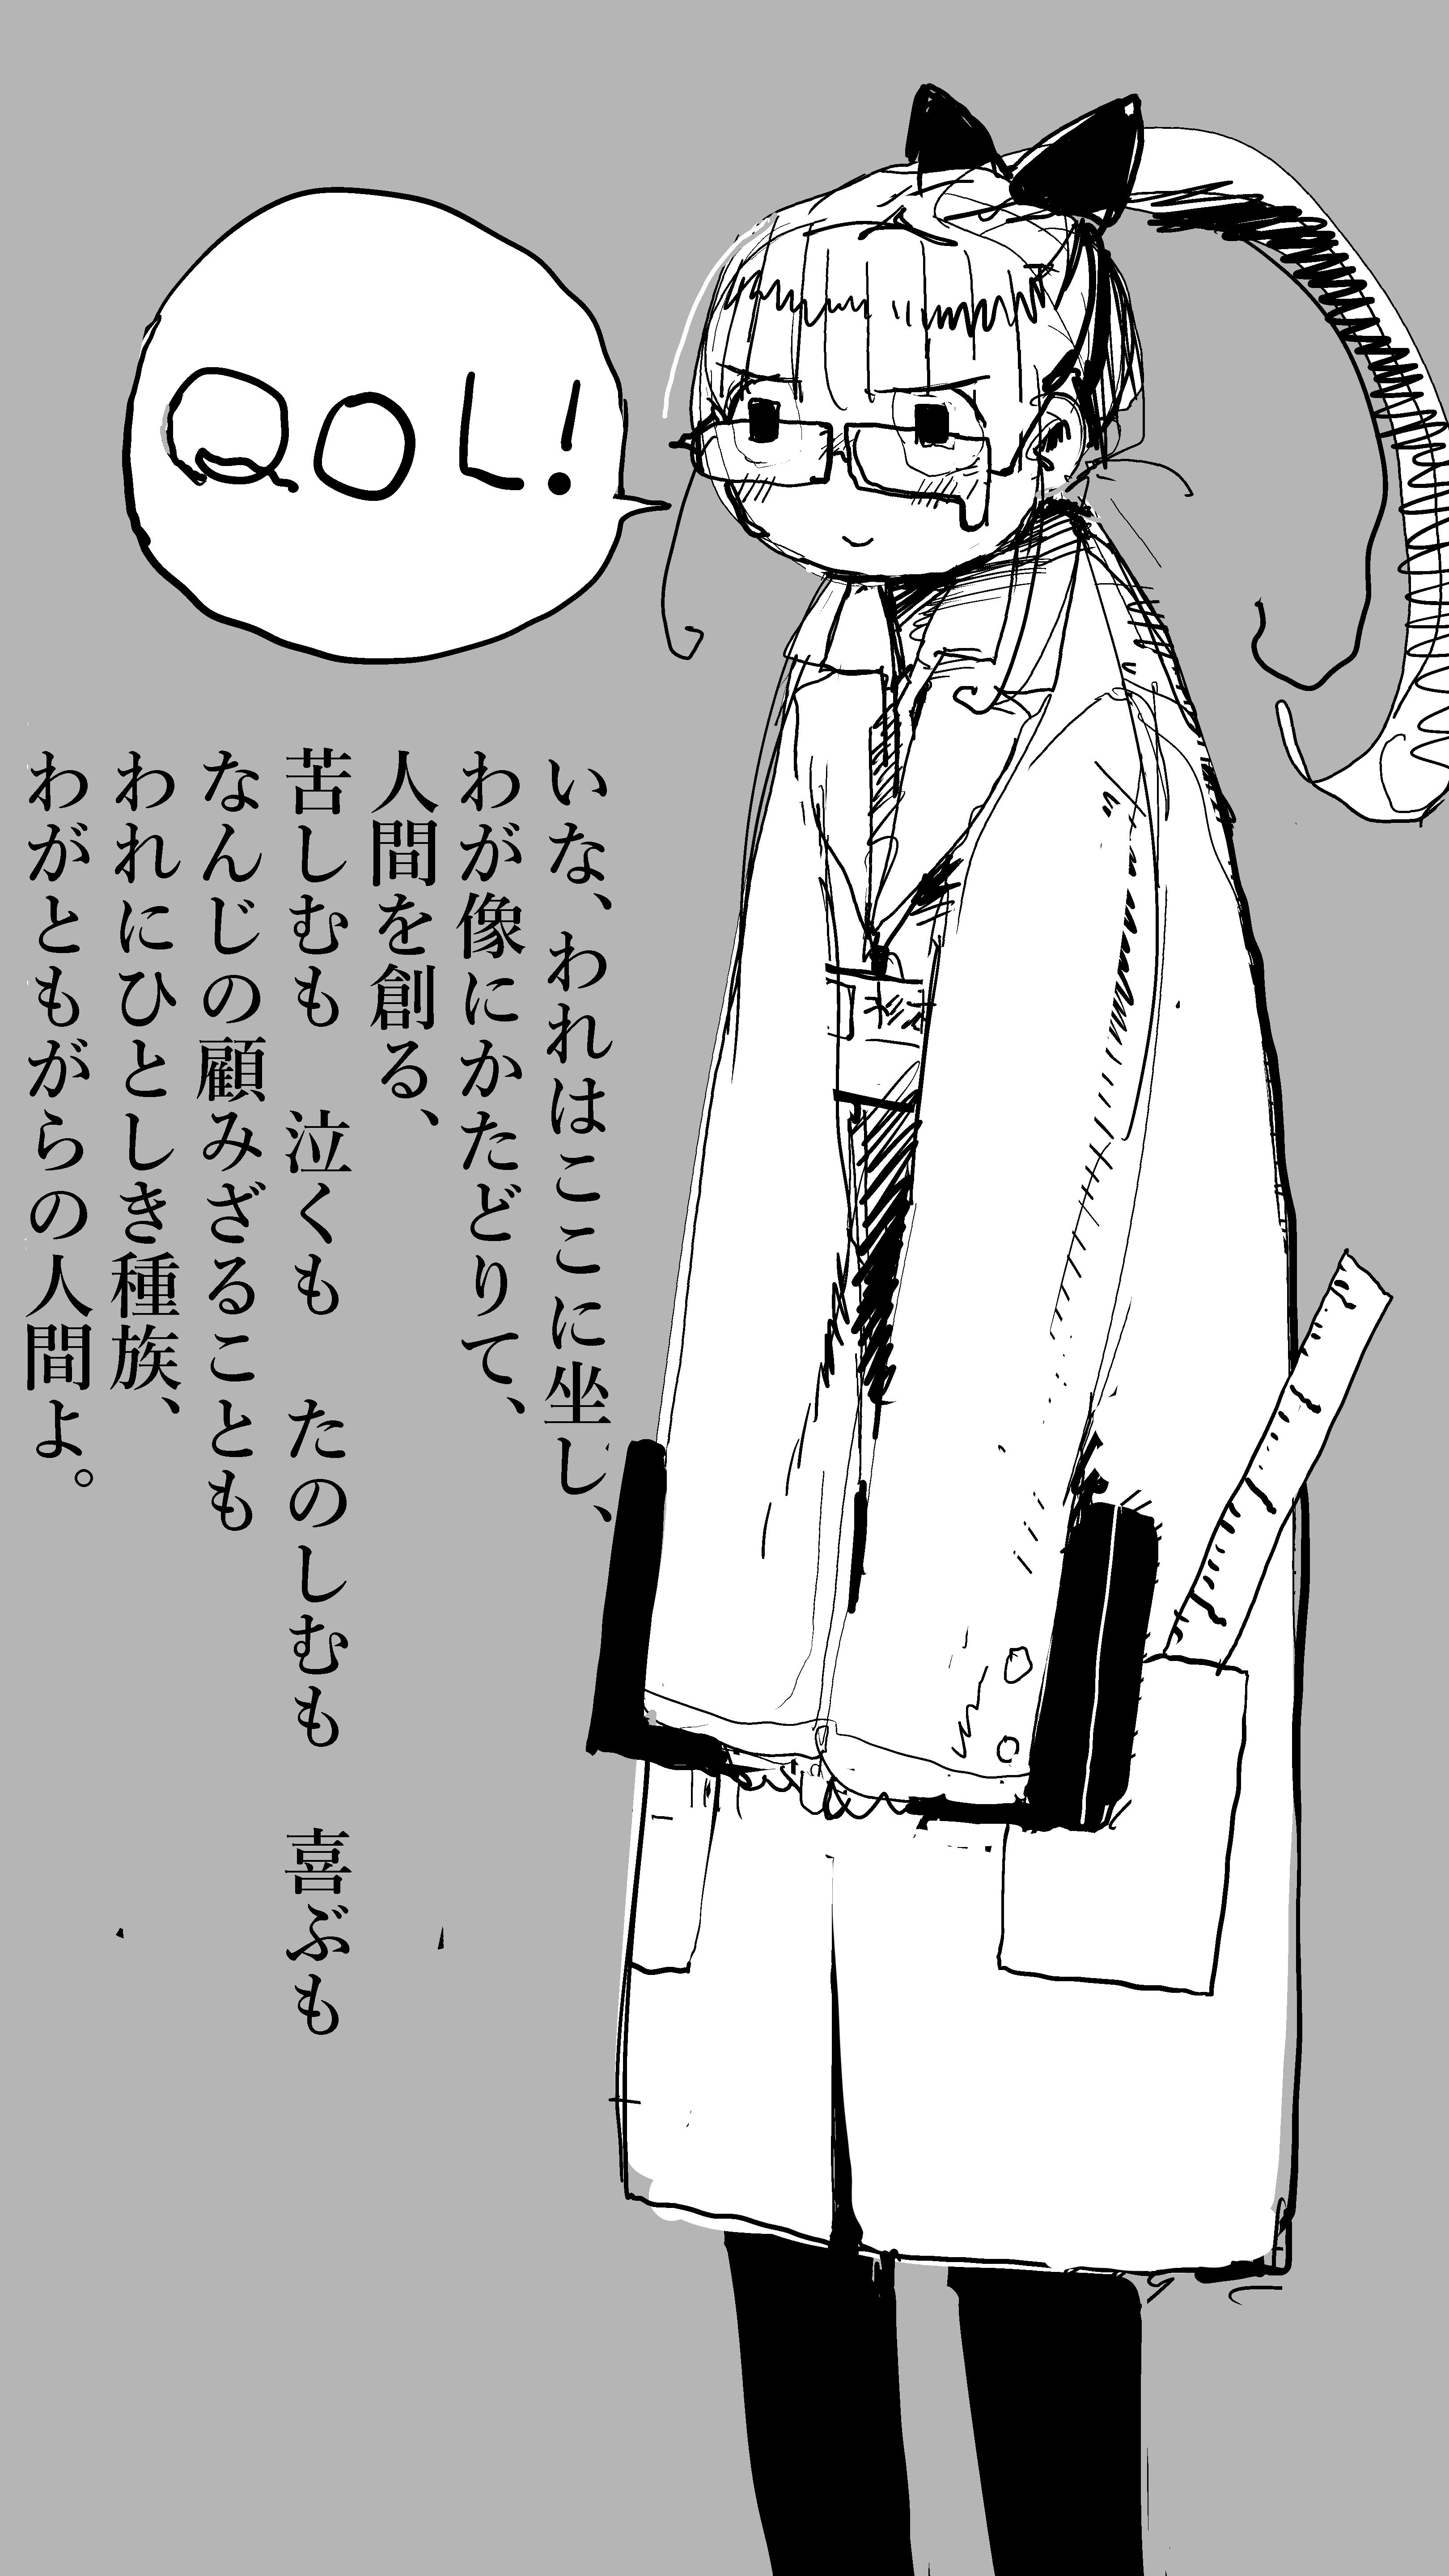 QOL!
いな、われはここに坐し、
わが像にかたどりて、
人間を創る、
苦しむも　泣くも　たのしむも　喜ぶも
なんじの顧みざることとも
われにひとしき種族、
わがともがらの人間よ。